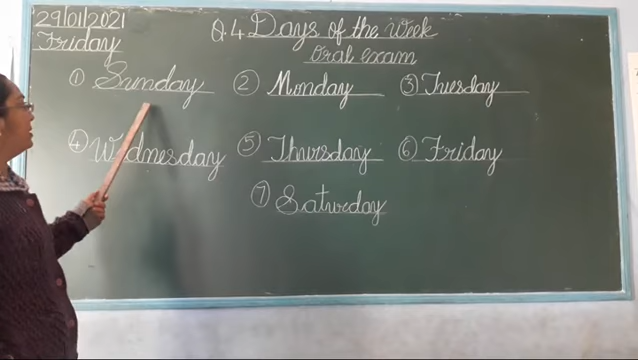 29/01/2021
Friday
Q.4 Days of the Week
Oral exam
① Sunday ② Monday ③ Tuesday
④ Wednesday ⑤ Thursday ⑥ Friday
⑦ Saturday